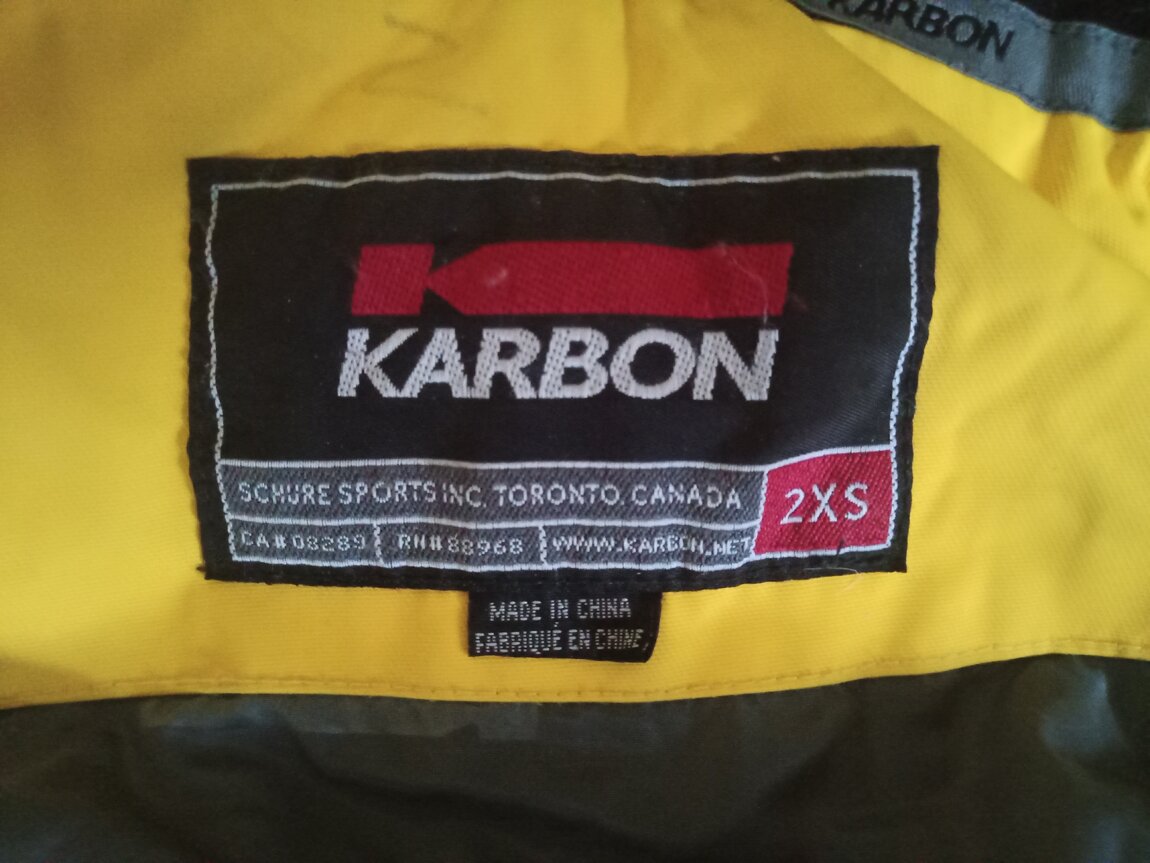 KARBON
KARBON
SCHURE SPORTS INC. TORONTO. CANADA
2XS
CA# 08289 RN# 88968 WWW.KARBON.NET
MADE IN CHINA
FABRIQUÉ EN CHINE